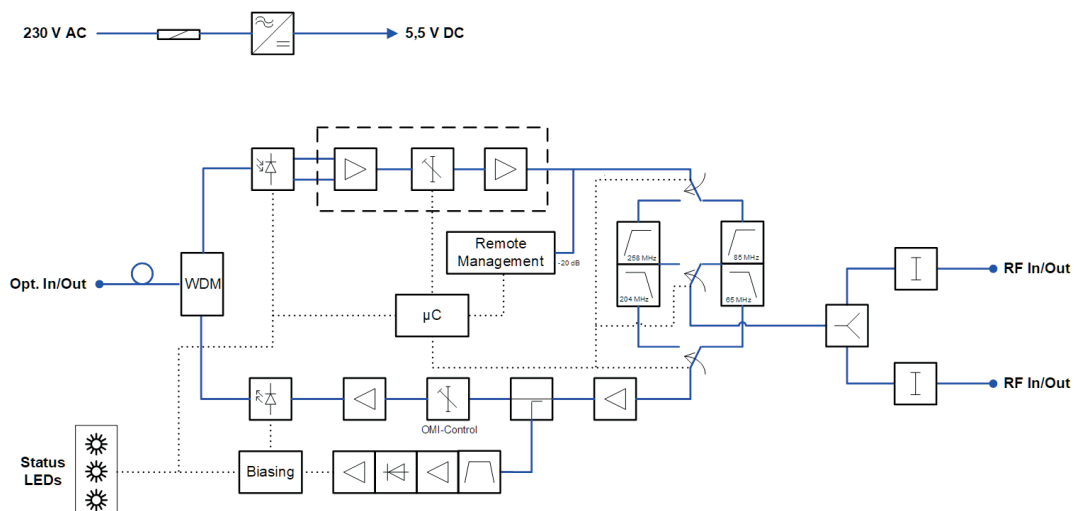 230 V AC
5,5 V DC
Remote
Management
-20 dB
258 MHz
85 MHz
204 MHz
65 MHz
Opt. In/Out
WDM
µC
RF In/Out
RF In/Out
OMI-Control
Status
LEDs
Biasing